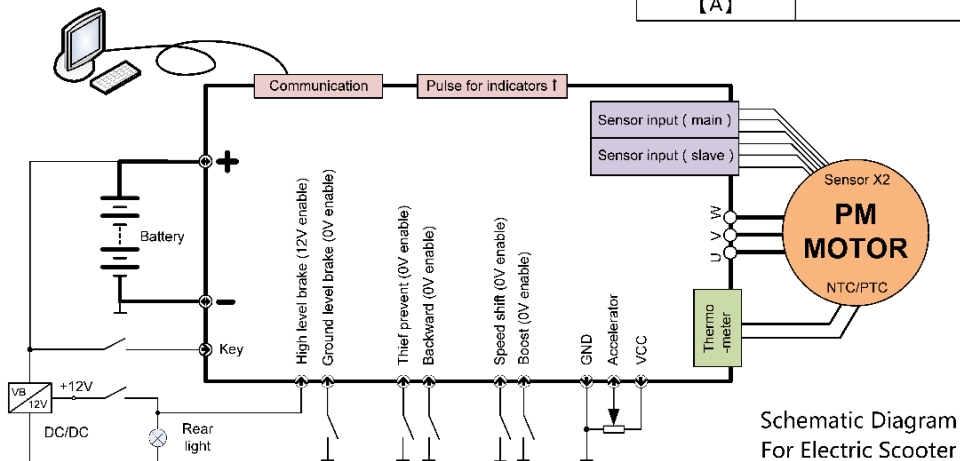 【A】
Communication
Pulse for indicators 1
Sensor input ( main )
Sensor input ( slave )
Sensor X2
PM
MOTOR
NTC/PTC
W
V
U
Thermo
-meter
+
Battery
−
Key
High level brake (12V enable)
Ground level brake (0V enable)
Thief prevent (0V enable)
Backward (0V enable)
Speed shift (0V enable)
Boost (0V enable)
GND
Accelerator
VCC
VB
12V
+12V
DC/DC
Rear
light
Schematic Diagram
For Electric Scooter